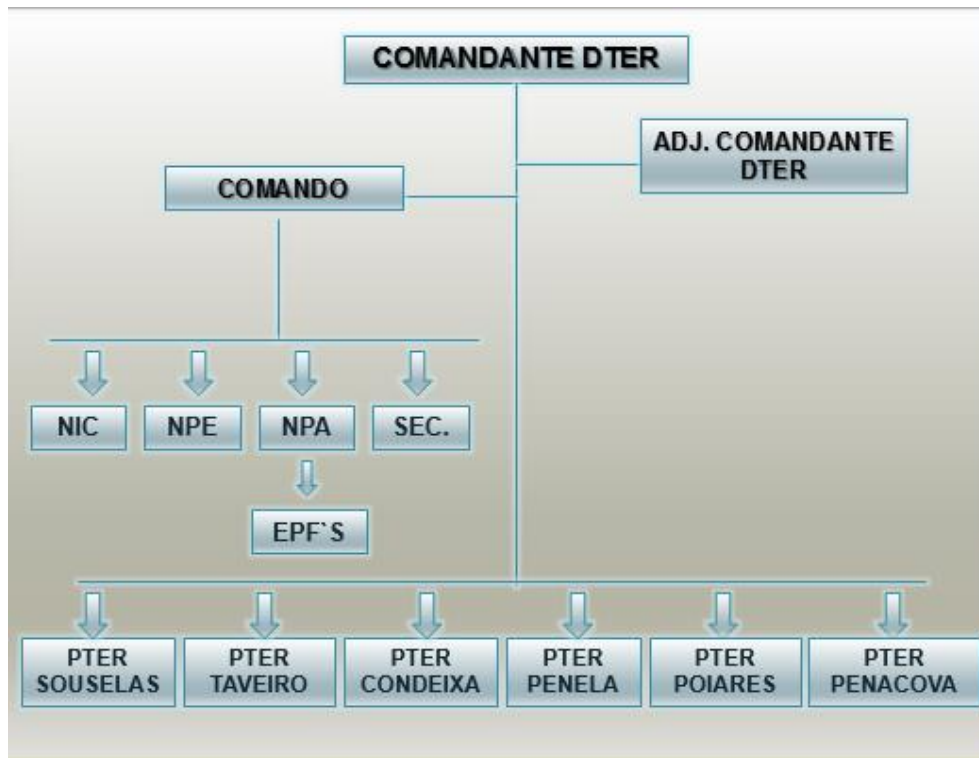 COMANDANTE DTER
ADJ. COMANDANTE
DTER
COMANDO
NIC
NPE
NPA
SEC.
EPF`S
PTER
SOUSELAS
PTER
TAVEIRO
PTER
CONDEIXA
PTER
PENELA
PTER
POIARES
PTER
PENACOVA